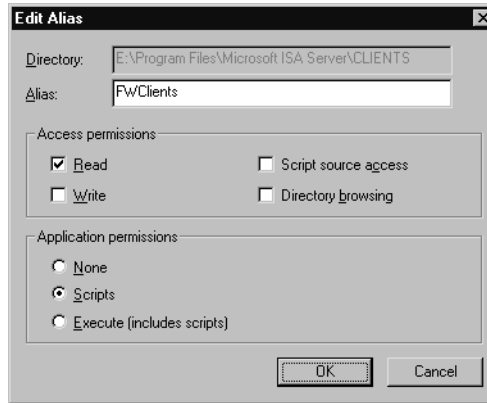 Edit Alias
Directory: E:\Program Files\Microsoft ISA Server\CLIENTS
Alias: FWClients
Access permissions
Read Script source access
Write Directory browsing
Application permissions
None
Scripts
Execute (includes scripts)
OK Cancel